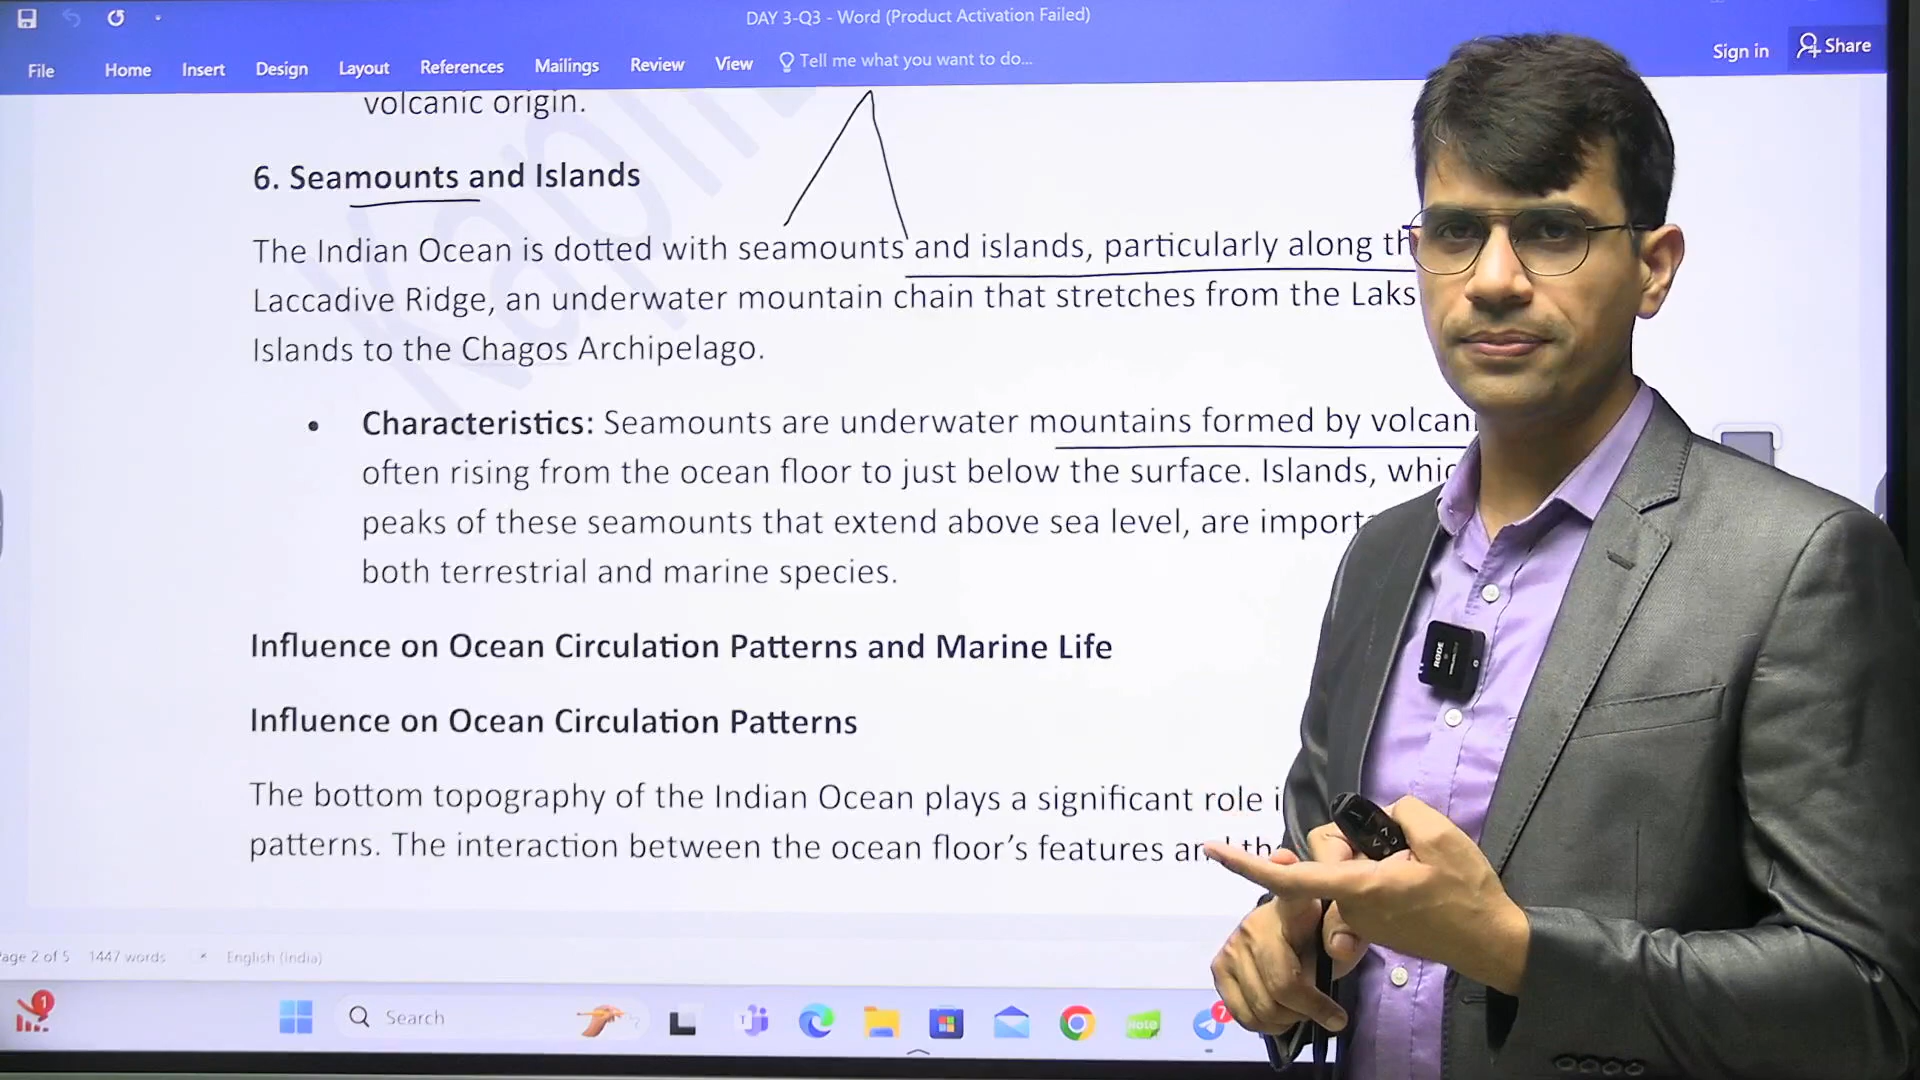 DAY 3-Q3 - Word (Product Activation Failed)
File Home Insert Design Layout References Mailings Review View Tell me what you want to do... Sign in Share
volcanic origin.
6. Seamounts and Islands
The Indian Ocean is dotted with seamounts and islands, particularly along th
Laccadive Ridge, an underwater mountain chain that stretches from the Laks
Islands to the Chagos Archipelago.
• Characteristics: Seamounts are underwater mountains formed by volcani
often rising from the ocean floor to just below the surface. Islands, whic
peaks of these seamounts that extend above sea level, are import
both terrestrial and marine species.
Influence on Ocean Circulation Patterns and Marine Life
Influence on Ocean Circulation Patterns
The bottom topography of the Indian Ocean plays a significant role i
patterns. The interaction between the ocean floor's features and th
age 2 of 5 1447 words English (India)
1
Search
7
RODE